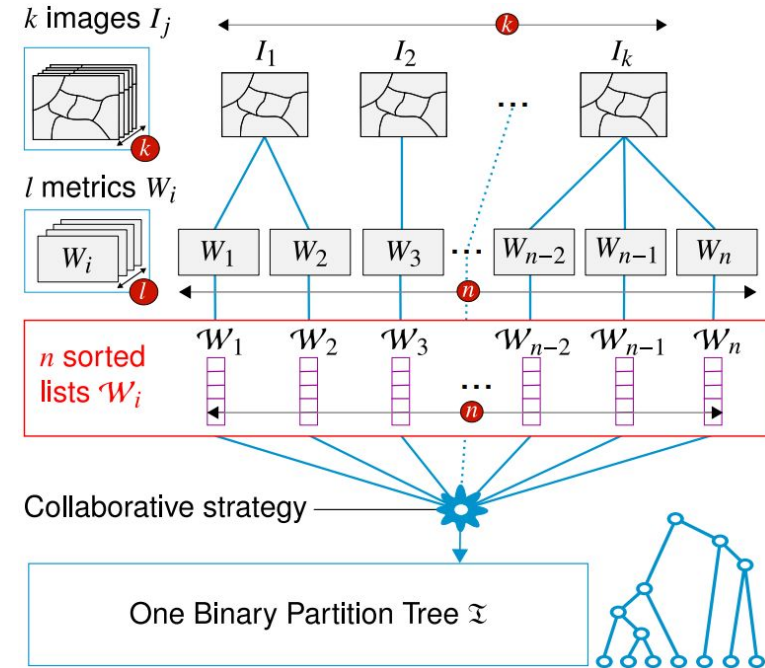 k images I_j
k
I_1 I_2 ... I_k
k
l metrics W_i
W_i
l
W_1 W_2 W_3 ... W_{n−2} W_{n−1} W_n
n
n sorted
lists 𝒲_i
𝒲_1 𝒲_2 𝒲_3 ... 𝒲_{n−2} 𝒲_{n−1} 𝒲_n
n
Collaborative strategy
One Binary Partition Tree 𝔗